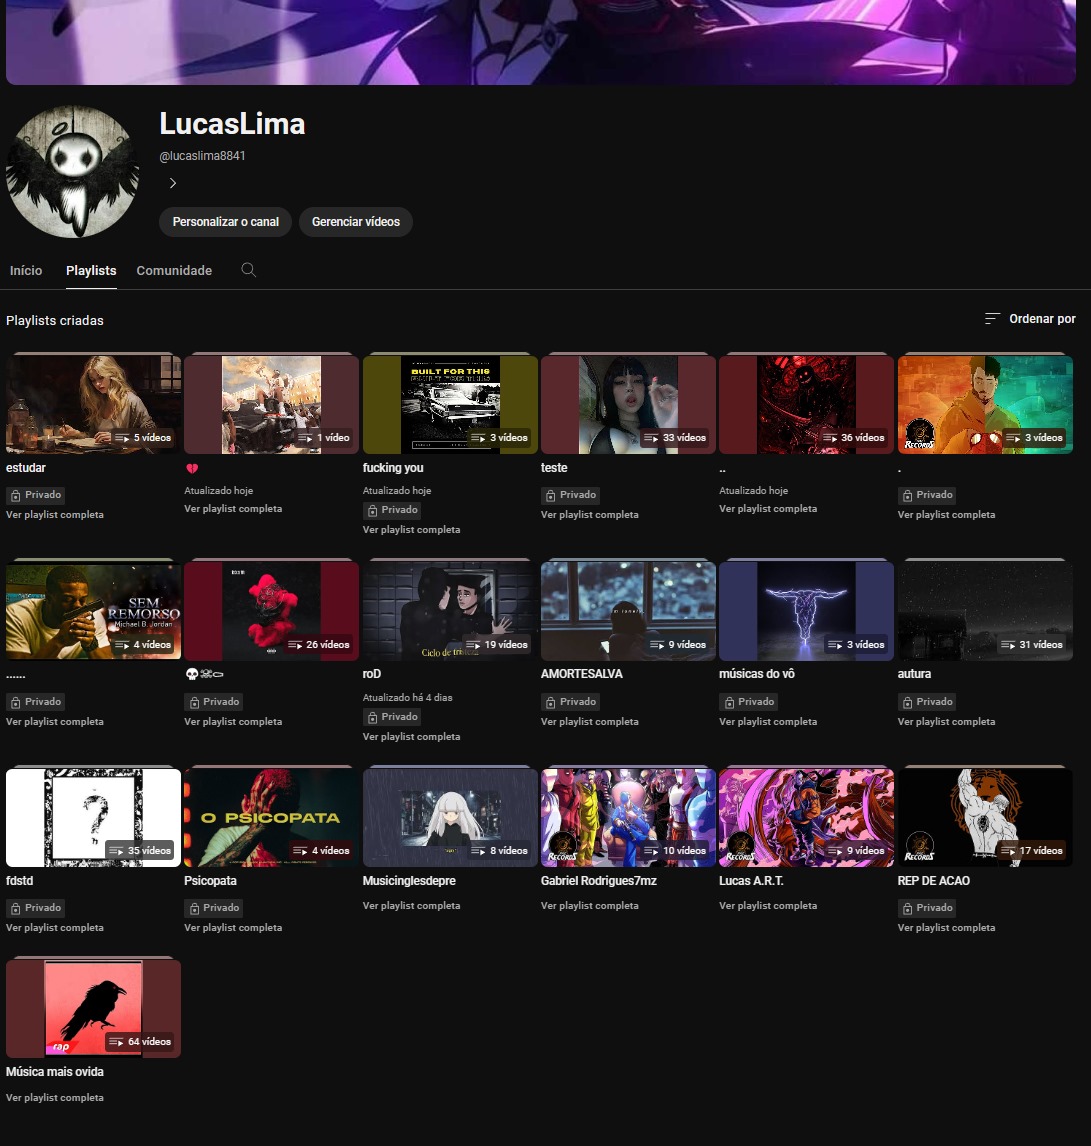 LucasLima
@lucaslima8841
Personalizar o canal
Gerenciar vídeos
Início
Playlists
Comunidade
Playlists criadas
Ordenar por
5 vídeos
estudar
Privado
Ver playlist completa
1 vídeo
💔
Atualizado hoje
Ver playlist completa
BUILT FOR THIS
3 vídeos
fucking you
Atualizado hoje
Privado
Ver playlist completa
33 vídeos
teste
Privado
Ver playlist completa
36 vídeos
..
Atualizado hoje
Ver playlist completa
RECORDS
3 vídeos
.
Privado
Ver playlist completa
SEM
REMORSO
Michael B. Jordan
4 vídeos
......
Privado
Ver playlist completa
26 vídeos
Privado
Ver playlist completa
Ciclo de
19 vídeos
roD
Atualizado há 4 dias
Privado
Ver playlist completa
9 vídeos
AMORTESALVA
Privado
Ver playlist completa
3 vídeos
músicas do vô
Privado
Ver playlist completa
31 vídeos
autura
Privado
Ver playlist completa
?
35 vídeos
fdstd
Privado
Ver playlist completa
O PSICOPATA
4 vídeos
Psicopata
Privado
Ver playlist completa
8 vídeos
Musicinglesdepre
Ver playlist completa
RECORDS
10 vídeos
Gabriel Rodrigues7mz
Ver playlist completa
RECORDS
9 vídeos
Lucas A.R.T.
Ver playlist completa
RECORDS
17 vídeos
REP DE ACAO
Privado
Ver playlist completa
rap
64 vídeos
Música mais ovida
Ver playlist completa